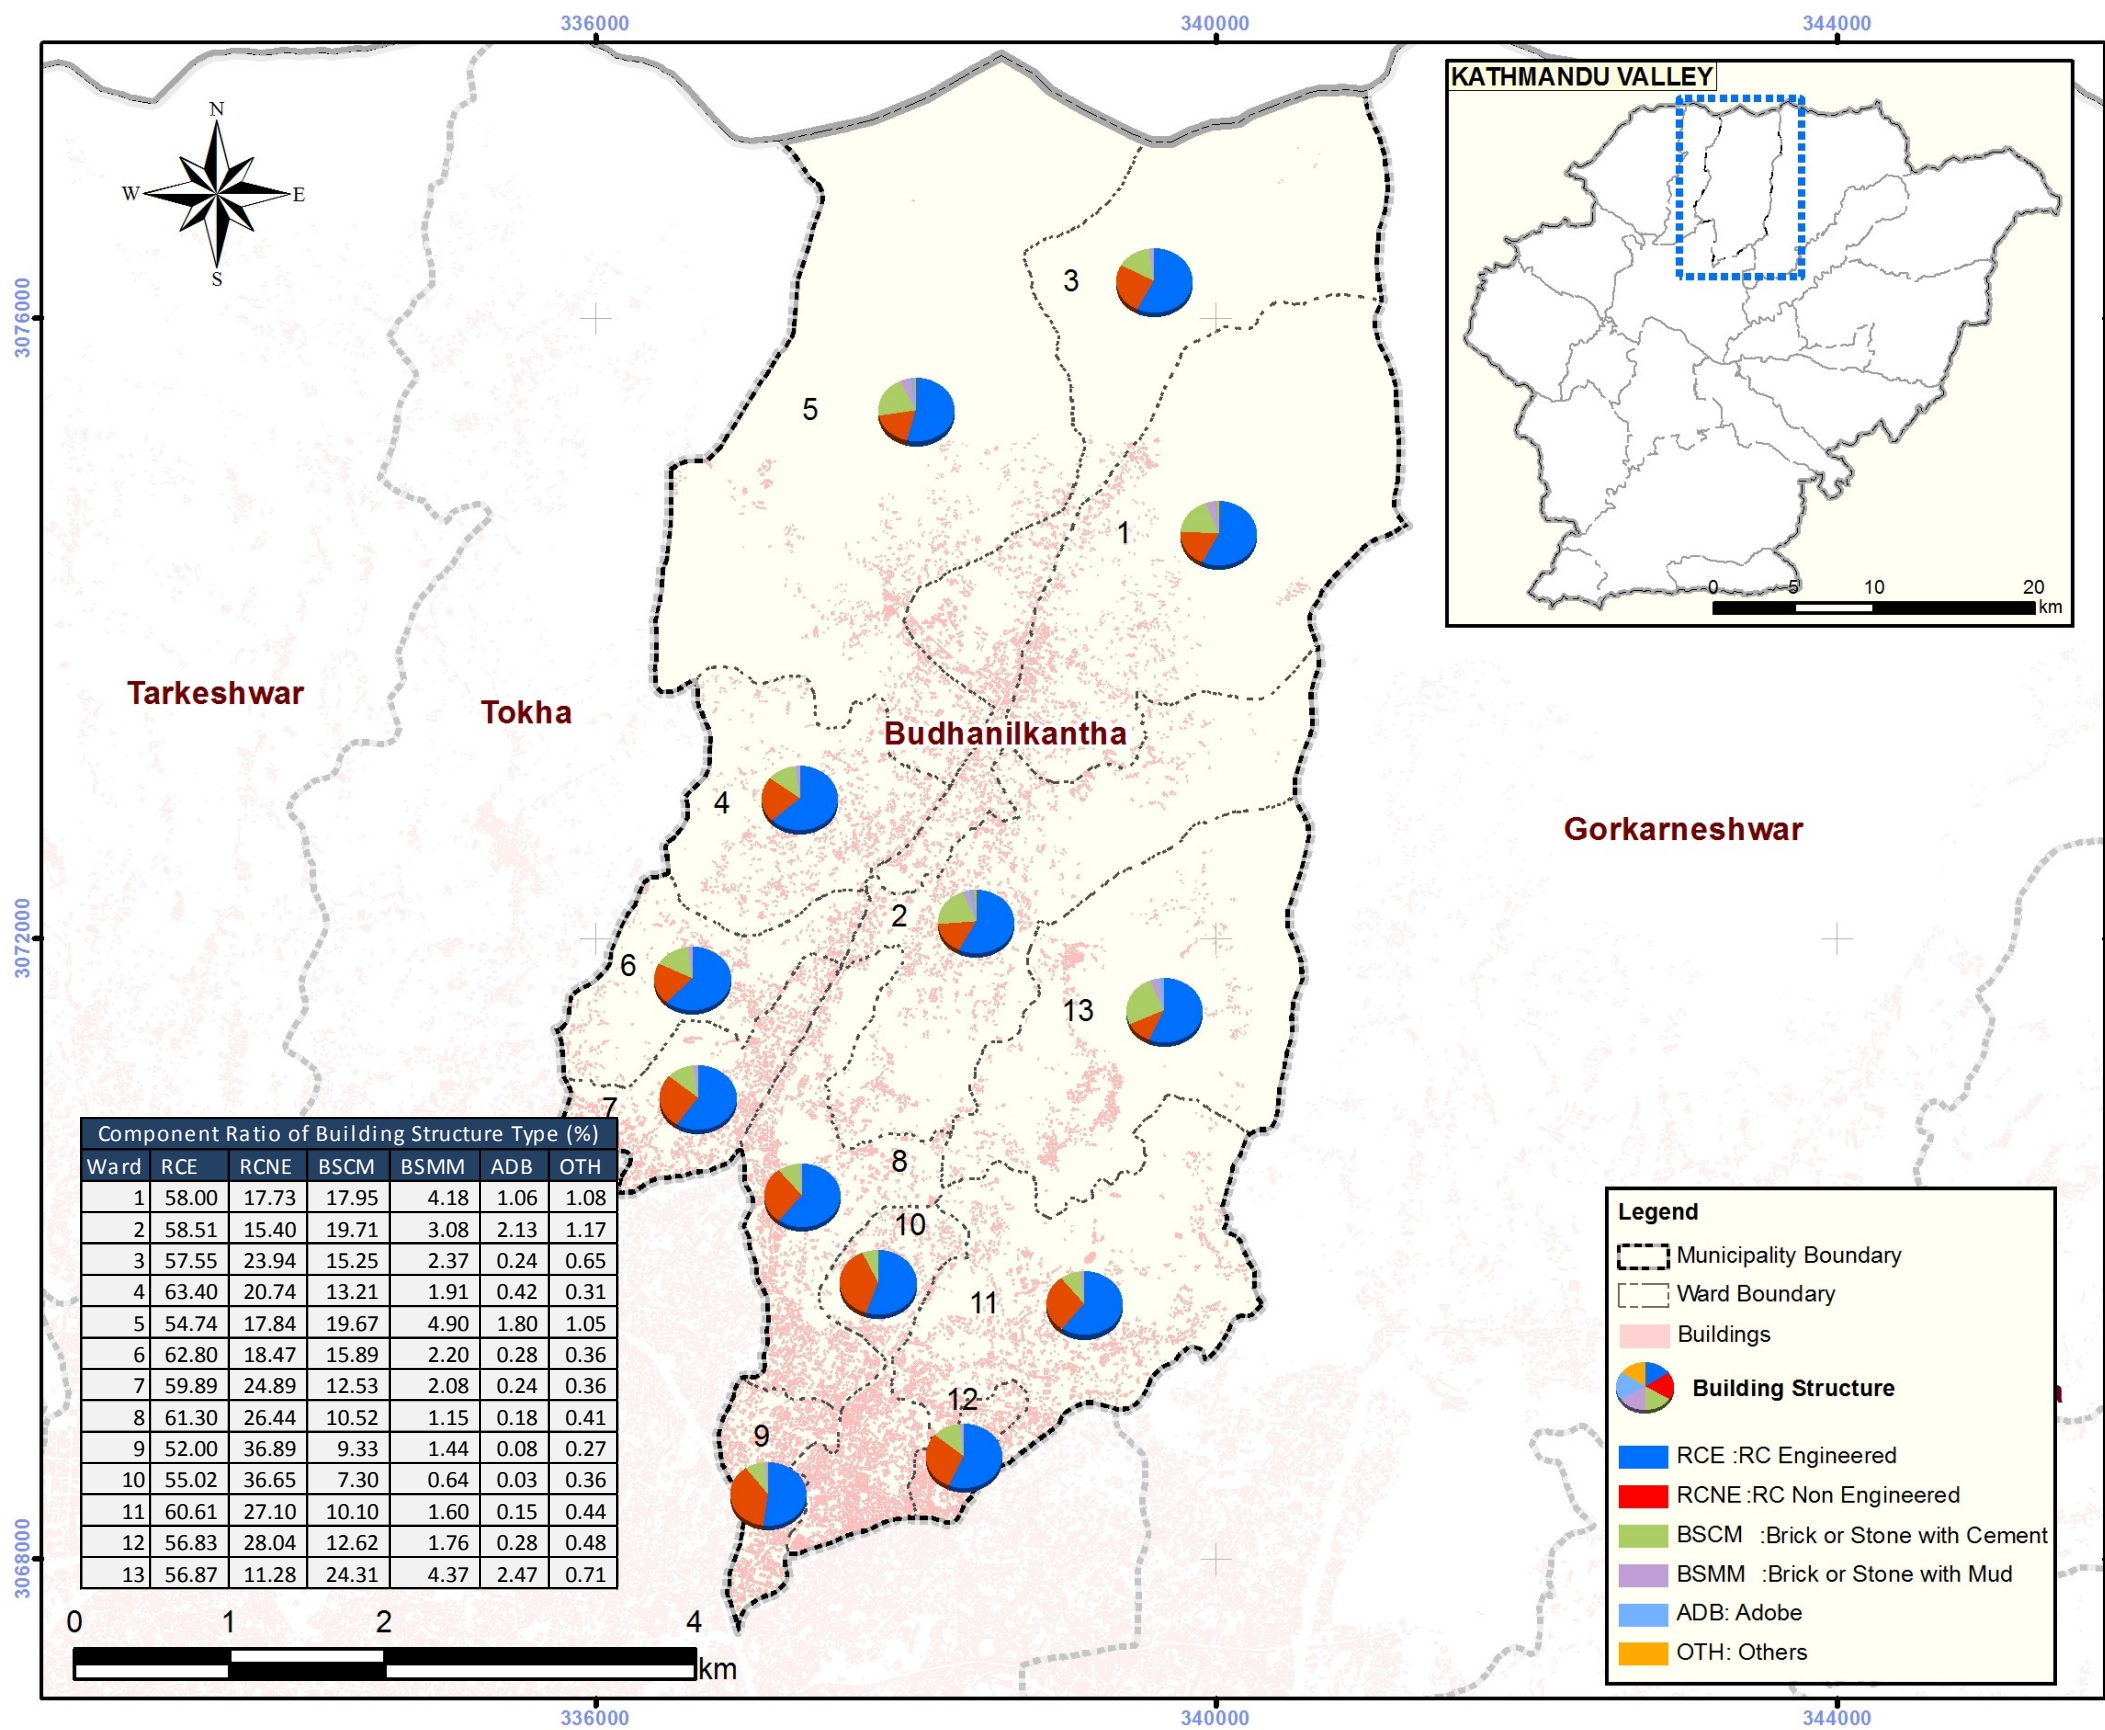 336000
340000
344000
KATHMANDU VALLEY
N
W
E
S
3076000
3072000
3068000
0
5
10
20
km
3
5
1
Tarkeshwar
Tokha
Budhanilkantha
4
Gorkarneshwar
2
6
13
7
8
10
11
12
9
Component Ratio of Building Structure Type (%)
Ward RCE RCNE BSCM BSMM ADB OTH
1 58.00 17.73 17.95 4.18 1.06 1.08
2 58.51 15.40 19.71 3.08 2.13 1.17
3 57.55 23.94 15.25 2.37 0.24 0.65
4 63.40 20.74 13.21 1.91 0.42 0.31
5 54.74 17.84 19.67 4.90 1.80 1.05
6 62.80 18.47 15.89 2.20 0.28 0.36
7 59.89 24.89 12.53 2.08 0.24 0.36
8 61.30 26.44 10.52 1.15 0.18 0.41
9 52.00 36.89 9.33 1.44 0.08 0.27
10 55.02 36.65 7.30 0.64 0.03 0.36
11 60.61 27.10 10.10 1.60 0.15 0.44
12 56.83 28.04 12.62 1.76 0.28 0.48
13 56.87 11.28 24.31 4.37 2.47 0.71
0 1 2 4
km
Legend
Municipality Boundary
Ward Boundary
Buildings
Building Structure
RCE :RC Engineered
RCNE :RC Non Engineered
BSCM :Brick or Stone with Cement
BSMM :Brick or Stone with Mud
ADB: Adobe
OTH: Others
336000
340000
344000